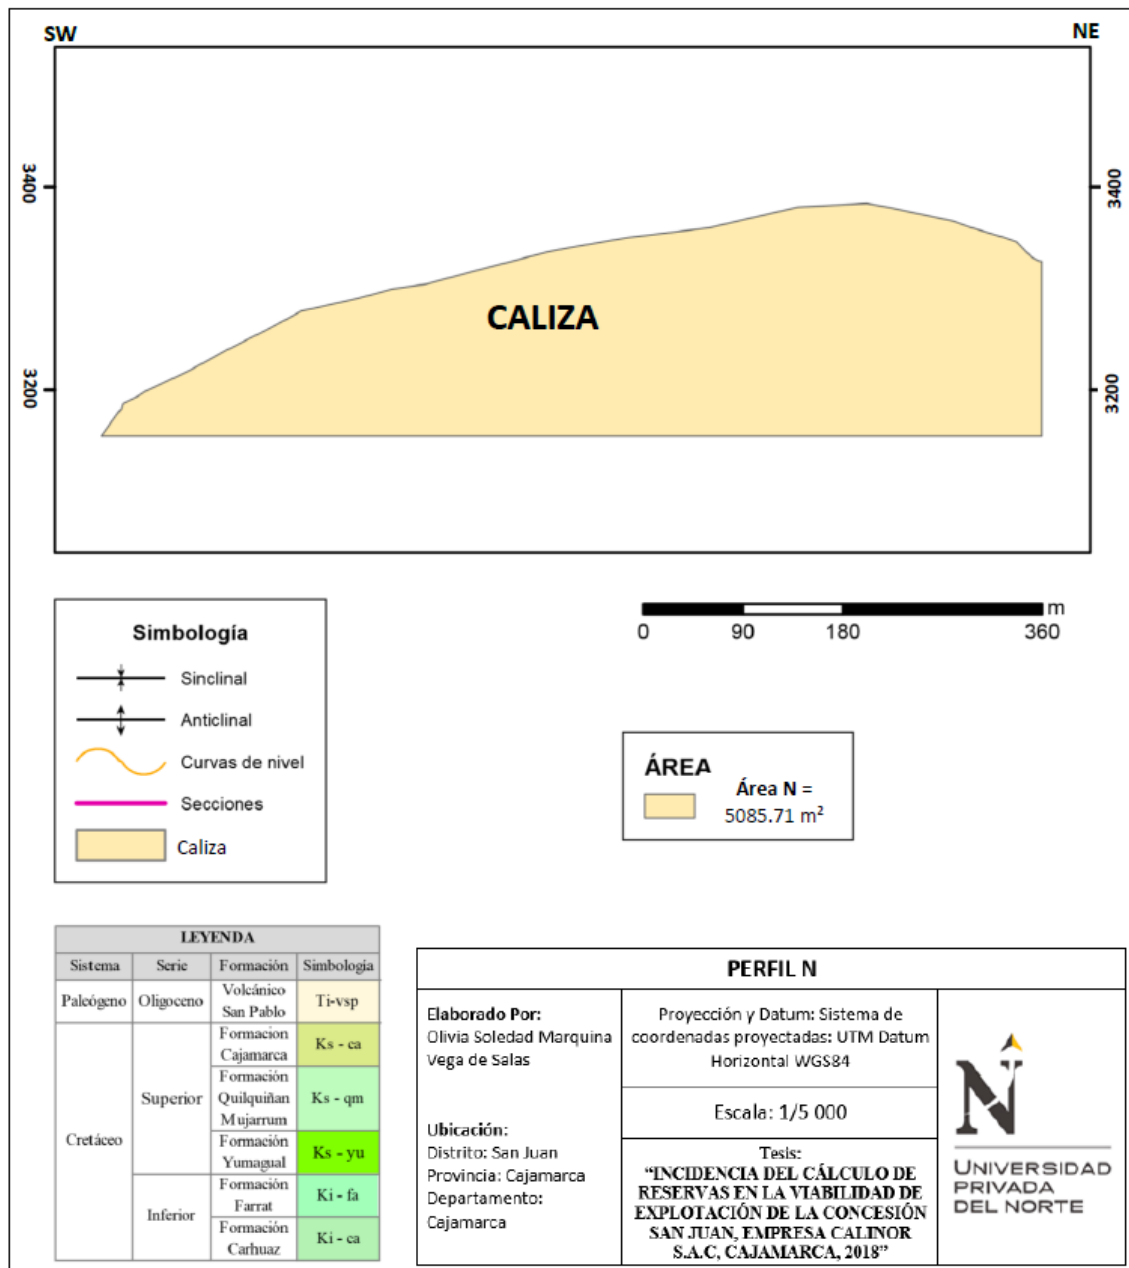 SW
NE
3400
3400
CALIZA
3200
3200
Simbología
Sinclinal
Anticlinal
Curvas de nivel
Secciones
Caliza
m
0 90 180 360
ÁREA
Área N =
5085.71 m²
LEYENDA
Sistema Serie Formación Simbología
Paleógeno Oligoceno Volcánico San Pablo Ti-vsp
Cretáceo
Superior
Formacion Cajamarca Ks - ca
Formación Quilquiñan Mujarrum Ks - qm
Formación Yumagual Ks - yu
Inferior
Formación Farrat Ki - fa
Formación Carhuaz Ki - ca
PERFIL N
Elaborado Por:
Olivia Soledad Marquina
Vega de Salas
Ubicación:
Distrito: San Juan
Provincia: Cajamarca
Departamento:
Cajamarca
Proyección y Datum: Sistema de
coordenadas proyectadas: UTM Datum
Horizontal WGS84
Escala: 1/5 000
Tesis:
“INCIDENCIA DEL CÁLCULO DE
RESERVAS EN LA VIABILIDAD DE
EXPLOTACIÓN DE LA CONCESIÓN
SAN JUAN, EMPRESA CALINOR
S.A.C, CAJAMARCA, 2018”
N
UNIVERSIDAD
PRIVADA
DEL NORTE